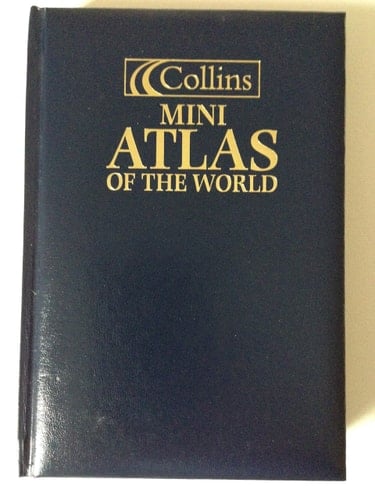 Collins
MINI
ATLAS
OF THE WORLD